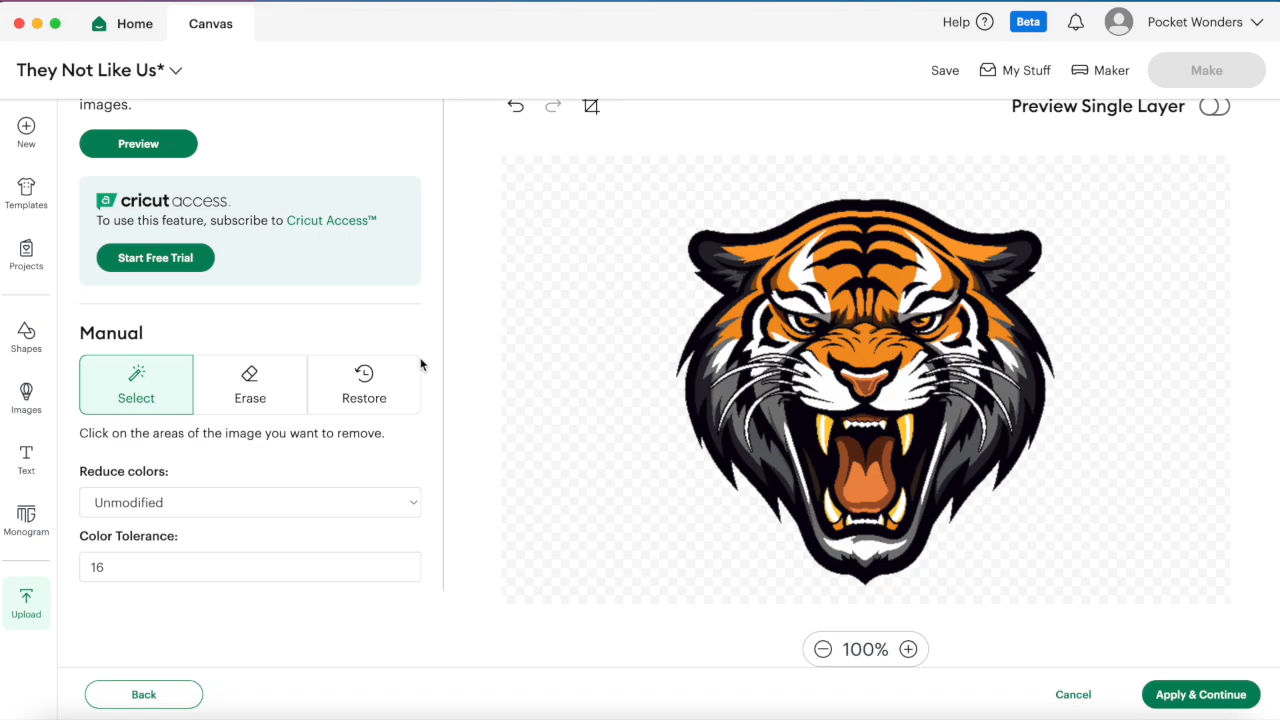 Home
Canvas
Help
Beta
Pocket Wonders
They Not Like Us*
Save
My Stuff
Maker
Make
New
Templates
Projects
Shapes
Images
Text
Monogram
Upload
images.
Preview
a cricut access.
To use this feature, subscribe to Cricut Access™
Start Free Trial
Manual
Select
Erase
Restore
Click on the areas of the image you want to remove.
Reduce colors:
Unmodified
Color Tolerance:
16
Preview Single Layer
100%
Back
Cancel
Apply & Continue